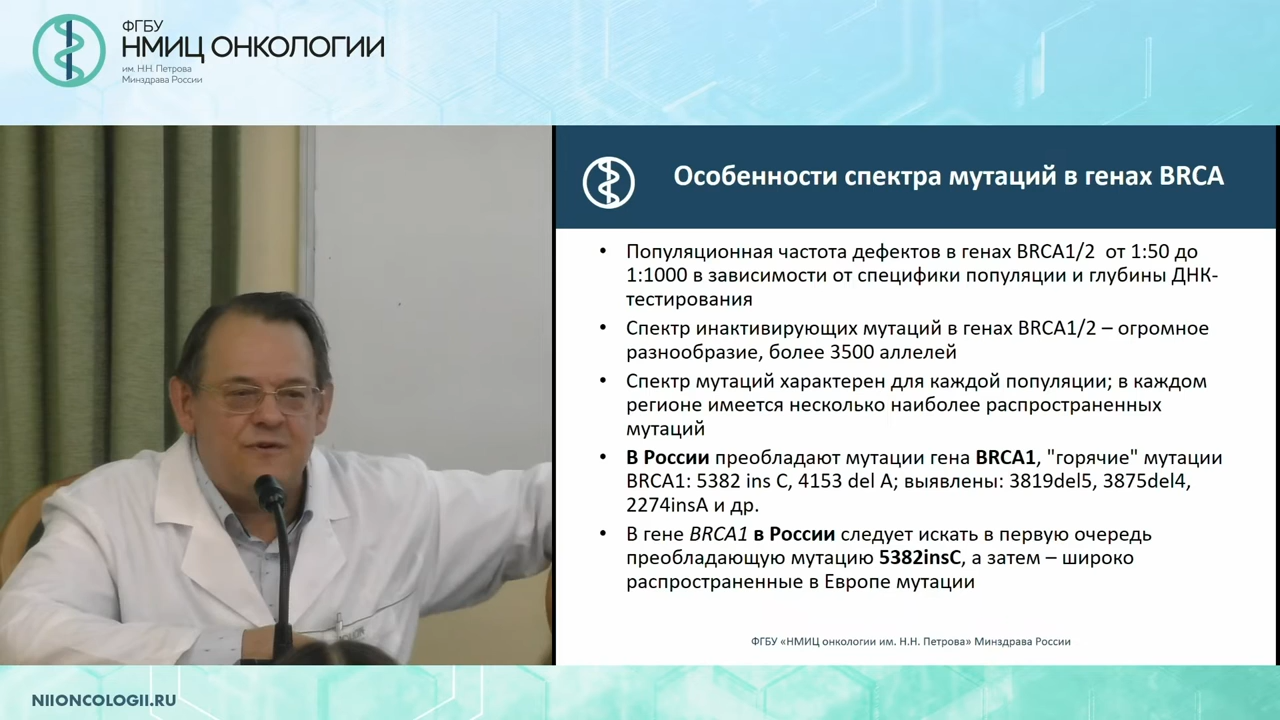 ФГБУ
НМИЦ ОНКОЛОГИИ
им. Н.Н. Петрова
Минздрава России
Особенности спектра мутаций в генах BRCA
• Популяционная частота дефектов в генах BRCA1/2 от 1:50 до
1:1000 в зависимости от специфики популяции и глубины ДНК-
тестирования
• Спектр инактивирующих мутаций в генах BRCA1/2 – огромное
разнообразие, более 3500 аллелей
• Спектр мутаций характерен для каждой популяции; в каждом
регионе имеется несколько наиболее распространенных
мутаций
• В России преобладают мутации гена BRCA1, "горячие" мутации
BRCA1: 5382 ins C, 4153 del A; выявлены: 3819del5, 3875del4,
2274insA и др.
• В гене BRCA1 в России следует искать в первую очередь
преобладающую мутацию 5382insC, а затем – широко
распространенные в Европе мутации
ФГБУ «НМИЦ онкологии им. Н.Н. Петрова» Минздрава России
NIIONCOLOGII.RU